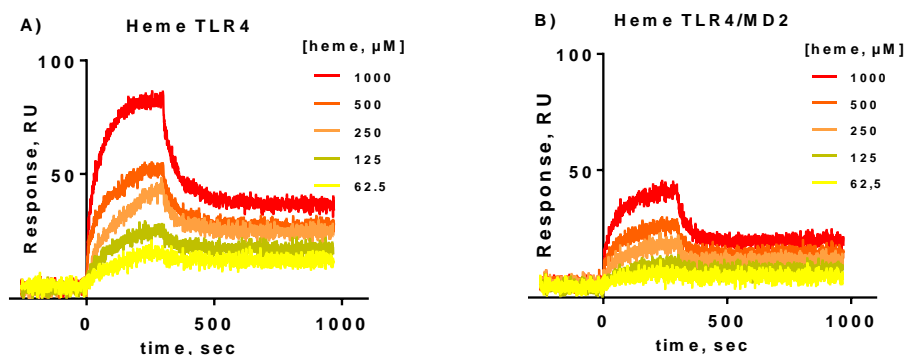 A) Heme TLR4
[heme, µM]
100
50
Response, RU
1000
500
250
125
62.5
0 500 1000
time, sec
B) Heme TLR4/MD2
[heme, µM]
100
50
Response, RU
1000
500
250
125
62,5
0 500 1000
time, sec